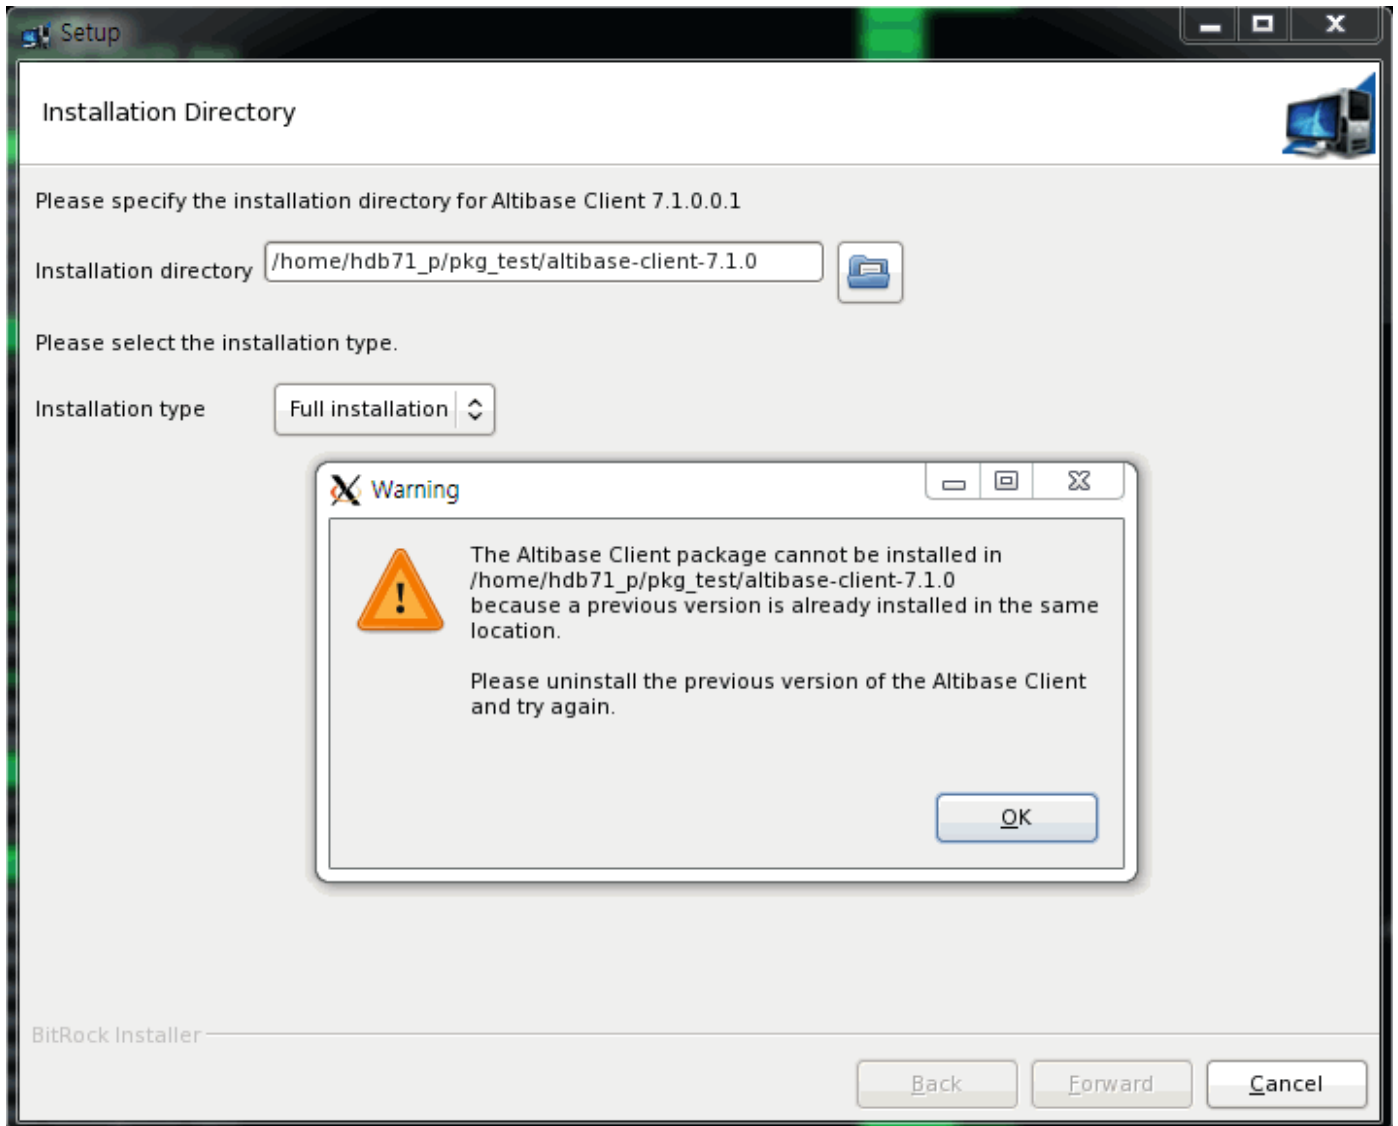 Setup
Installation Directory
Please specify the installation directory for Altibase Client 7.1.0.0.1
Installation directory /home/hdb71_p/pkg_test/altibase-client-7.1.0
Please select the installation type.
Installation type Full installation
Warning
The Altibase Client package cannot be installed in
/home/hdb71_p/pkg_test/altibase-client-7.1.0
because a previous version is already installed in the same
location.
Please uninstall the previous version of the Altibase Client
and try again.
OK
BitRock Installer
Back Forward Cancel